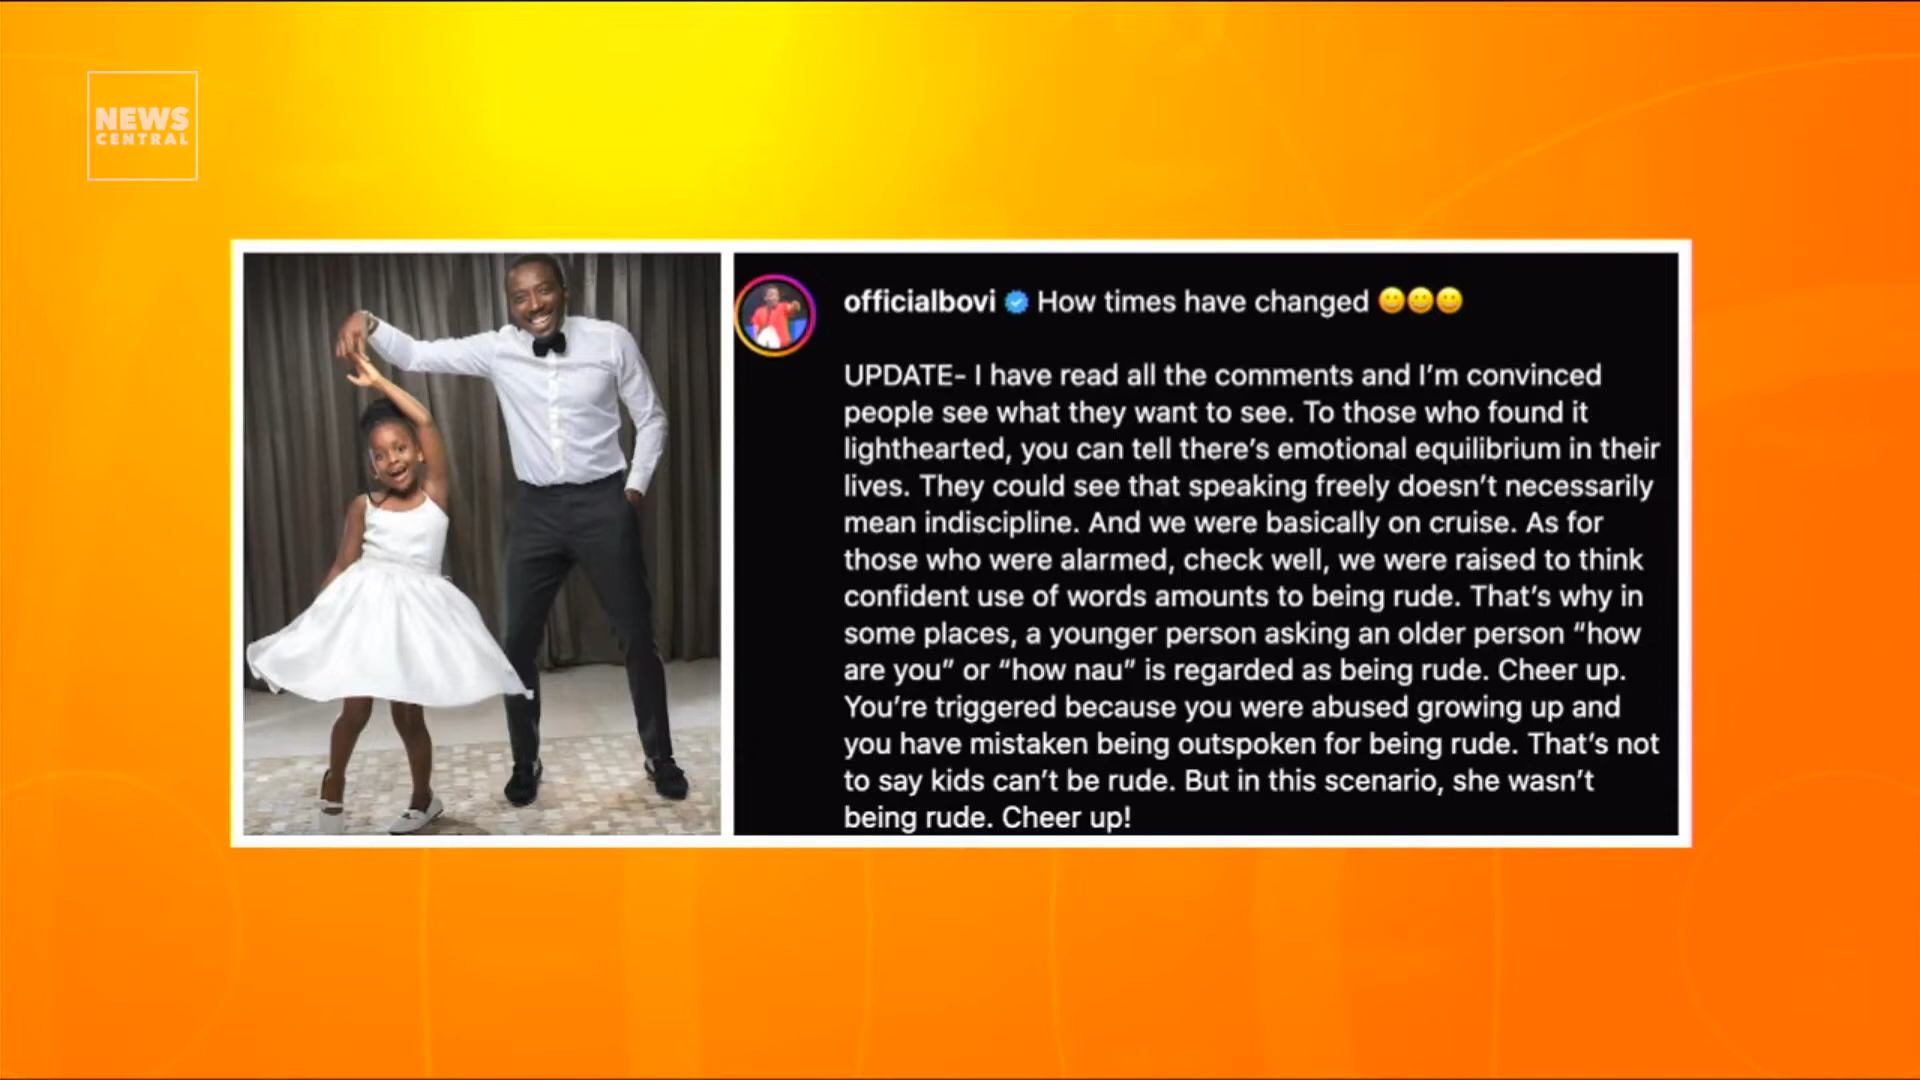 NEWS
CENTRAL
officialbovi How times have changed 😀😀😀
UPDATE- I have read all the comments and I’m convinced
people see what they want to see. To those who found it
lighthearted, you can tell there’s emotional equilibrium in their
lives. They could see that speaking freely doesn’t necessarily
mean indiscipline. And we were basically on cruise. As for
those who were alarmed, check well, we were raised to think
confident use of words amounts to being rude. That’s why in
some places, a younger person asking an older person “how
are you” or “how nau” is regarded as being rude. Cheer up.
You’re triggered because you were abused growing up and
you have mistaken being outspoken for being rude. That’s not
to say kids can’t be rude. But in this scenario, she wasn’t
being rude. Cheer up!